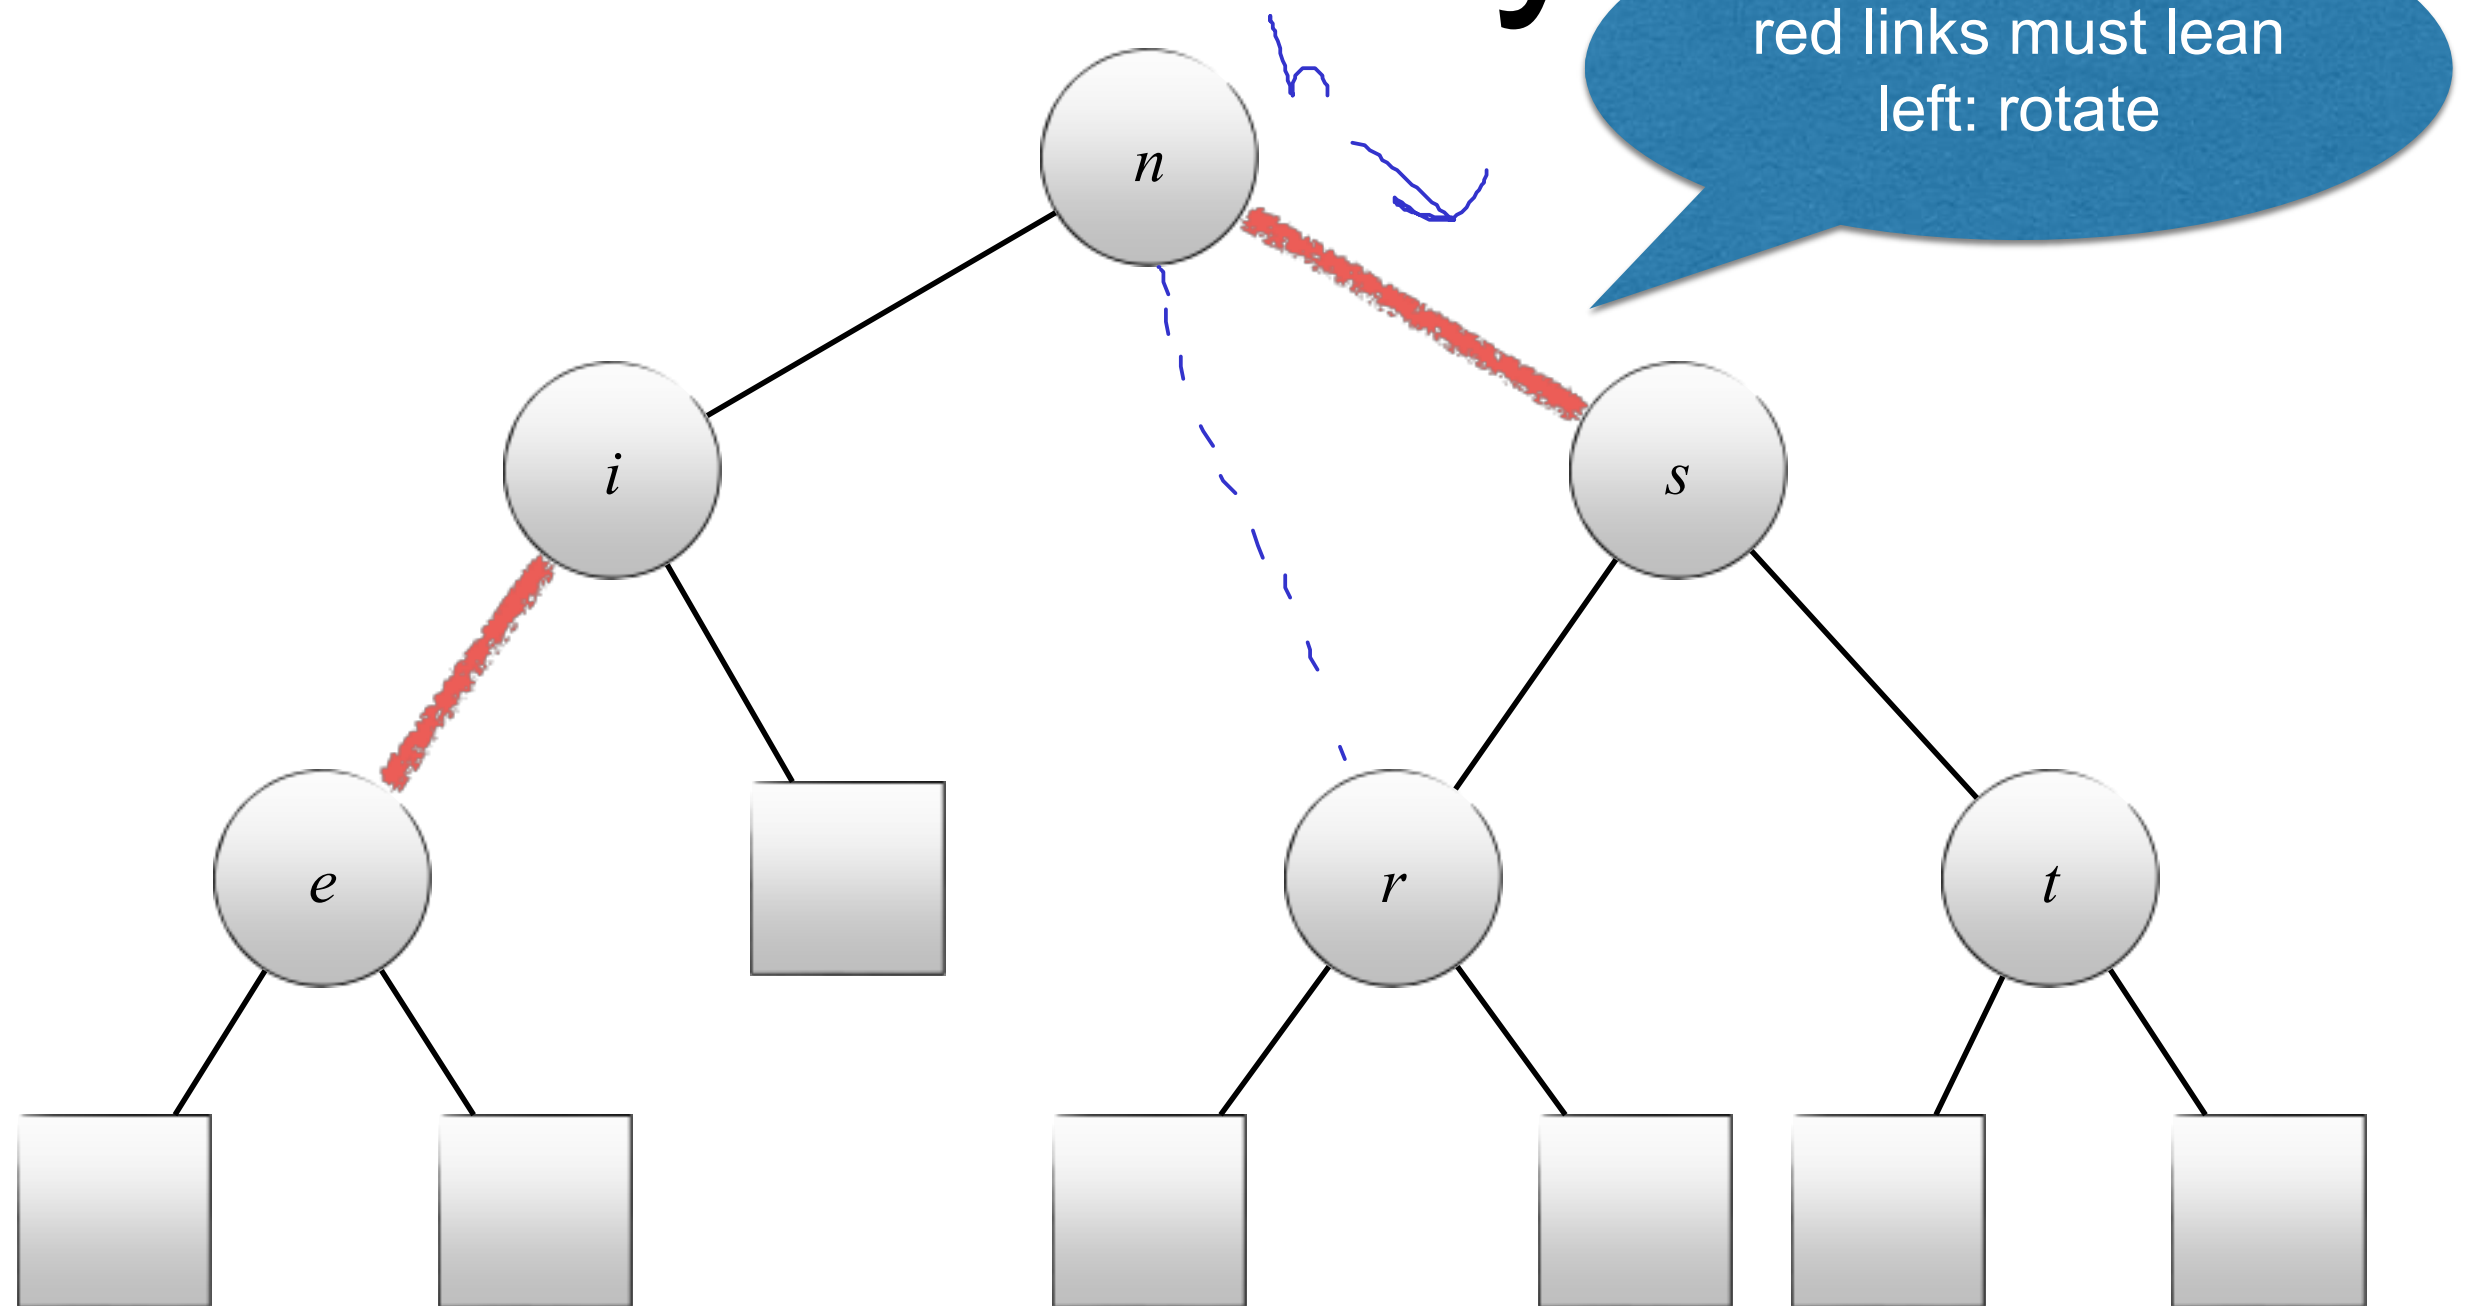 red links must lean
left: rotate
h
n
i
s
e
r
t